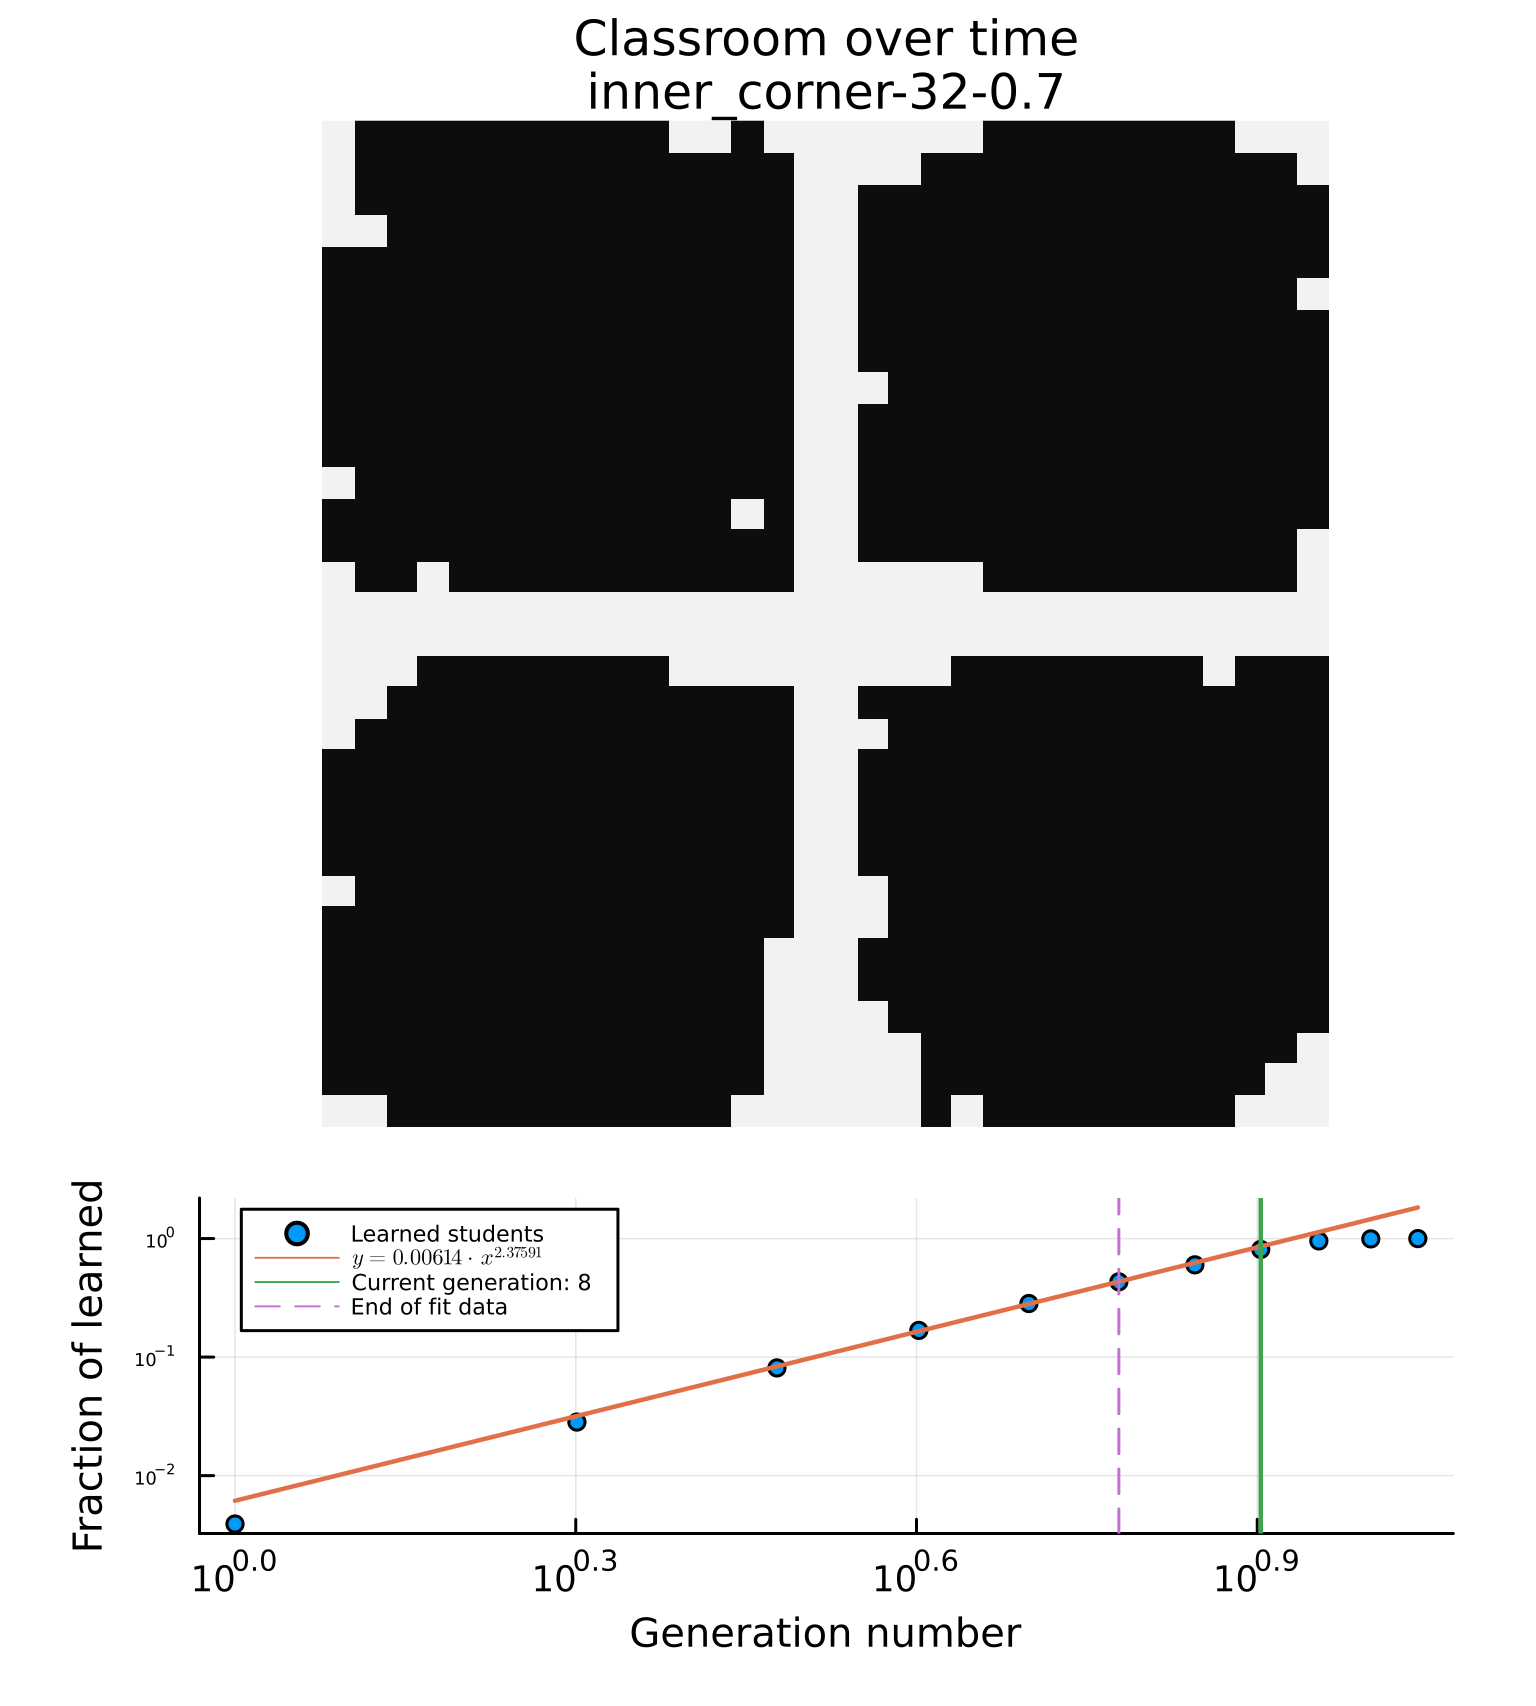 Classroom over time
inner_corner-32-0.7
Fraction of learned
10⁰
10⁻¹
10⁻²
Learned students
y = 0.00614 · x^2.37591
Current generation: 8
End of fit data
10^0.0
10^0.3
10^0.6
10^0.9
Generation number